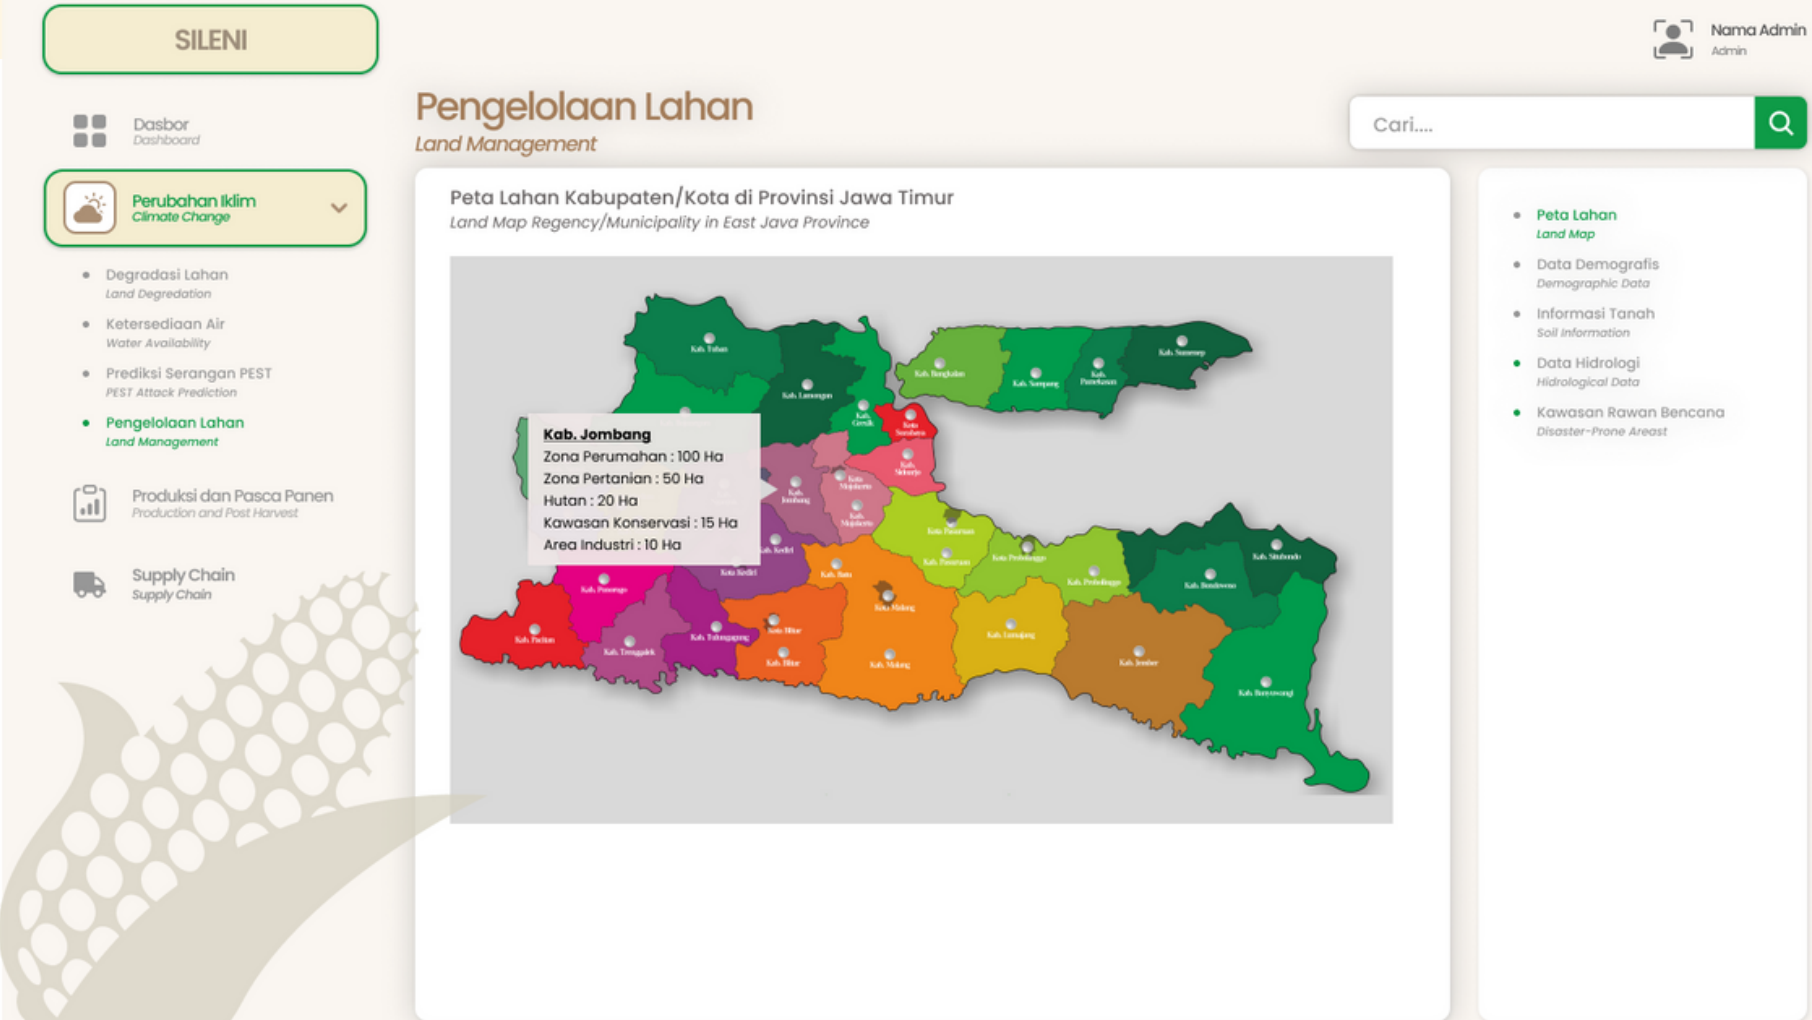 SILENI
Nama Admin
Admin
Dasbor
Dashboard
Perubahan Iklim
Climate Change
Degradasi Lahan
Land Degredation
Ketersediaan Air
Water Availability
Prediksi Serangan PEST
PEST Attack Prediction
Pengelolaan Lahan
Land Management
Produksi dan Pasca Panen
Production and Post Harvest
Supply Chain
Supply Chain
Pengelolaan Lahan
Land Management
Cari....
Peta Lahan Kabupaten/Kota di Provinsi Jawa Timur
Land Map Regency/Municipality in East Java Province
Kab. Tuban
Kab. Lamongan
Kab.
Gresik
Kab. Bangkalan
Kab. Sampang
Kab.
Pamekasan
Kab. Sumenep
Kota
Surabaya
Kab.
Sidoarjo
Kab. Jombang
Zona Perumahan : 100 Ha
Zona Pertanian : 50 Ha
Hutan : 20 Ha
Kawasan Konservasi : 15 Ha
Area Industri : 10 Ha
Kab.
Jombang
Kota
Mojokerto
Kab.
Mojokerto
Kota Pasuruan
Kab. Pasuruan
Kota Probolinggo
Kab. Probolinggo
Kab. Situbondo
Kab. Bondowoso
Kab. Kediri
Kota Kediri
Kota Batu
Kab. Ponorogo
Kota Malang
Kab. Pacitan
Kab. Trenggalek
Kab. Tulungagung
Kota Blitar
Kab. Blitar
Kab. Malang
Kab. Lumajang
Kab. Jember
Kab. Banyuwangi
Peta Lahan
Land Map
Data Demografis
Demographic Data
Informasi Tanah
Soil Information
Data Hidrologi
Hidrological Data
Kawasan Rawan Bencana
Disaster-Prone Areast